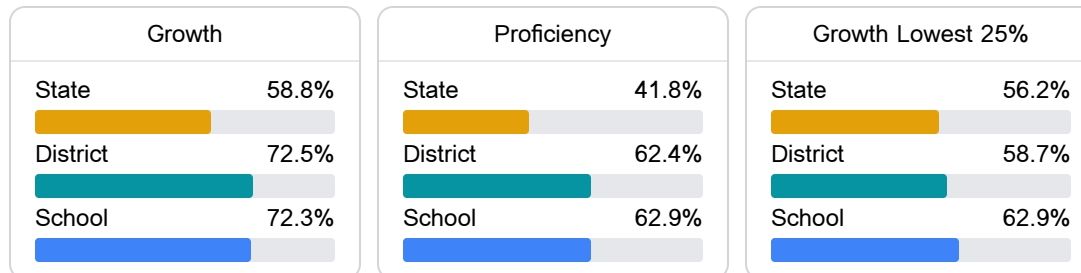 Growth
State 58.8%
District 72.5%
School 72.3%
Proficiency
State 41.8%
District 62.4%
School 62.9%
Growth Lowest 25%
State 56.2%
District 58.7%
School 62.9%